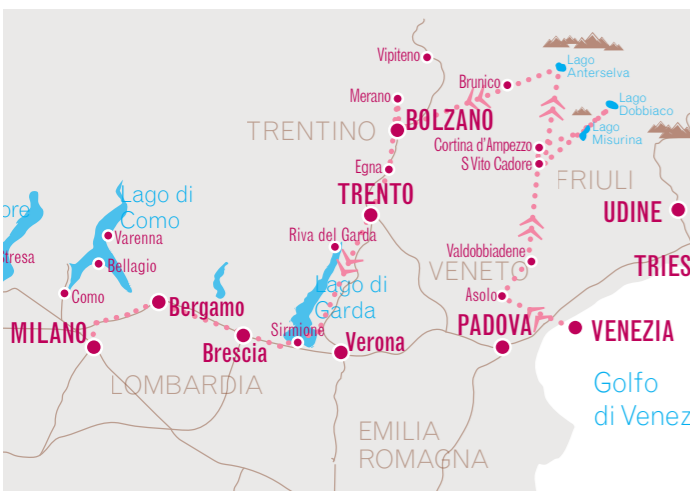 Vipiteno
Lago
Anterselva
Brunico
Merano
Lago
Dobbiaco
BOLZANO
TRENTINO
Lago
Misurina
Cortina d'Ampezzo
S Vito Cadore
Egna
FRIULI
TRENTO
Lago di
Como
ore
UDINE
Varenna
Riva del Garda
Stresa
Valdobbiadene
VENETO
TRIES
Bellagio
Lago di
Garda
Como
Asolo
Bergamo
MILANO
Sirmione
PADOVA
VENEZIA
Brescia
Verona
LOMBARDIA
Golfo
di Venez
EMILIA
ROMAGNA